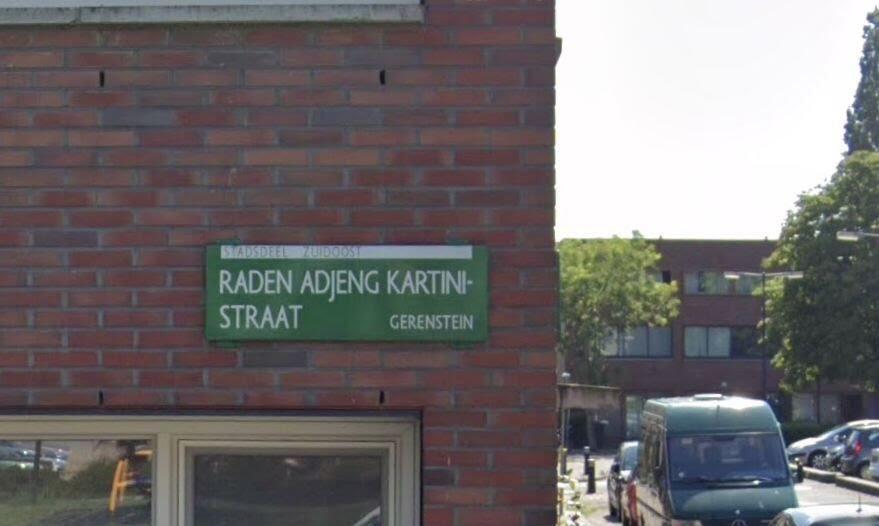 STADSDEEL ZUIDOOST
RADEN ADJENG KARTINI-
STRAAT GERENSTEIN